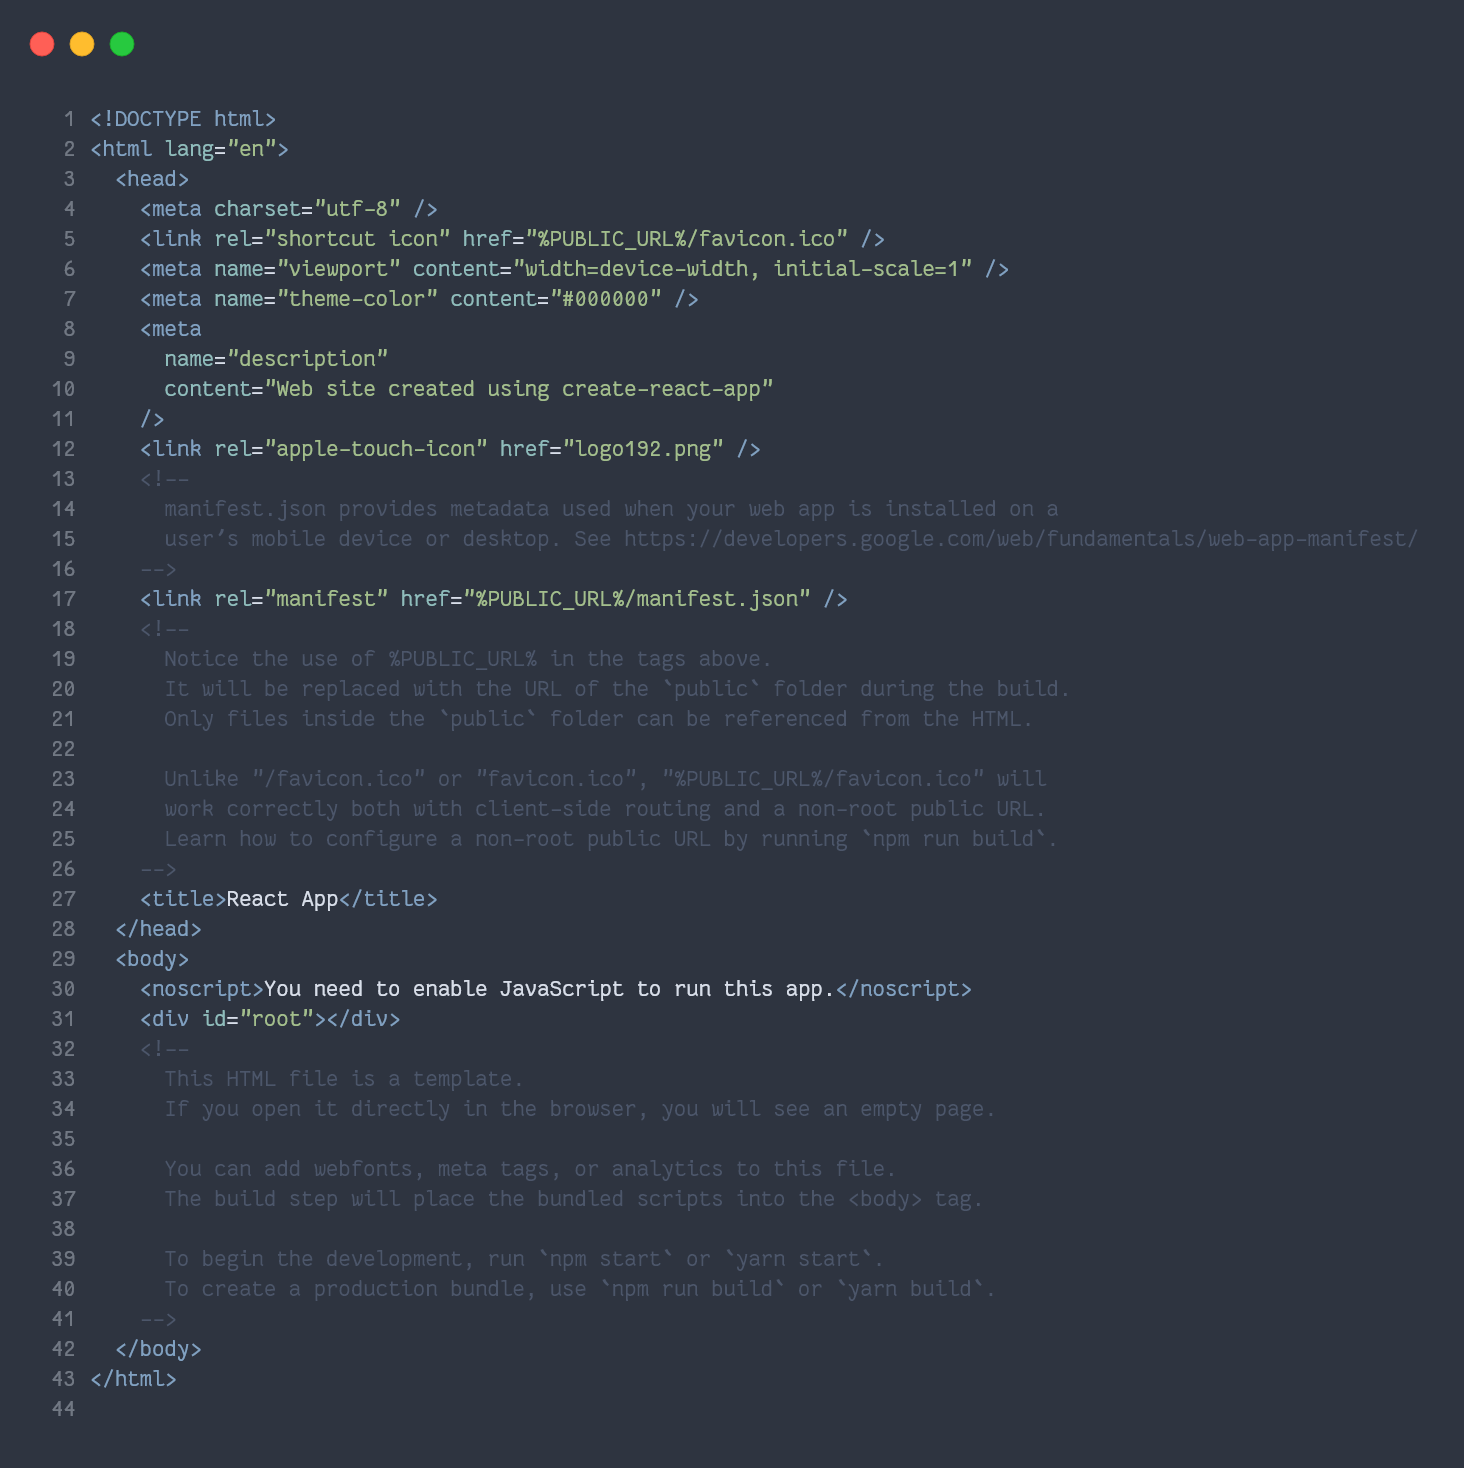 1 <!DOCTYPE html>
2 <html lang="en">
3   <head>
4     <meta charset="utf-8" />
5     <link rel="shortcut icon" href="%PUBLIC_URL%/favicon.ico" />
6     <meta name="viewport" content="width=device-width, initial-scale=1" />
7     <meta name="theme-color" content="#000000" />
8     <meta
9       name="description"
10       content="Web site created using create-react-app"
11     />
12     <link rel="apple-touch-icon" href="logo192.png" />
13     <!--
14       manifest.json provides metadata used when your web app is installed on a
15       user's mobile device or desktop. See https://developers.google.com/web/fundamentals/web-app-manifest/
16     -->
17     <link rel="manifest" href="%PUBLIC_URL%/manifest.json" />
18     <!--
19       Notice the use of %PUBLIC_URL% in the tags above.
20       It will be replaced with the URL of the `public` folder during the build.
21       Only files inside the `public` folder can be referenced from the HTML.
22
23       Unlike "/favicon.ico" or "favicon.ico", "%PUBLIC_URL%/favicon.ico" will
24       work correctly both with client-side routing and a non-root public URL.
25       Learn how to configure a non-root public URL by running `npm run build`.
26     -->
27     <title>React App</title>
28   </head>
29   <body>
30     <noscript>You need to enable JavaScript to run this app.</noscript>
31     <div id="root"></div>
32     <!--
33       This HTML file is a template.
34       If you open it directly in the browser, you will see an empty page.
35
36       You can add webfonts, meta tags, or analytics to this file.
37       The build step will place the bundled scripts into the <body> tag.
38
39       To begin the development, run `npm start` or `yarn start`.
40       To create a production bundle, use `npm run build` or `yarn build`.
41     -->
42   </body>
43 </html>
44